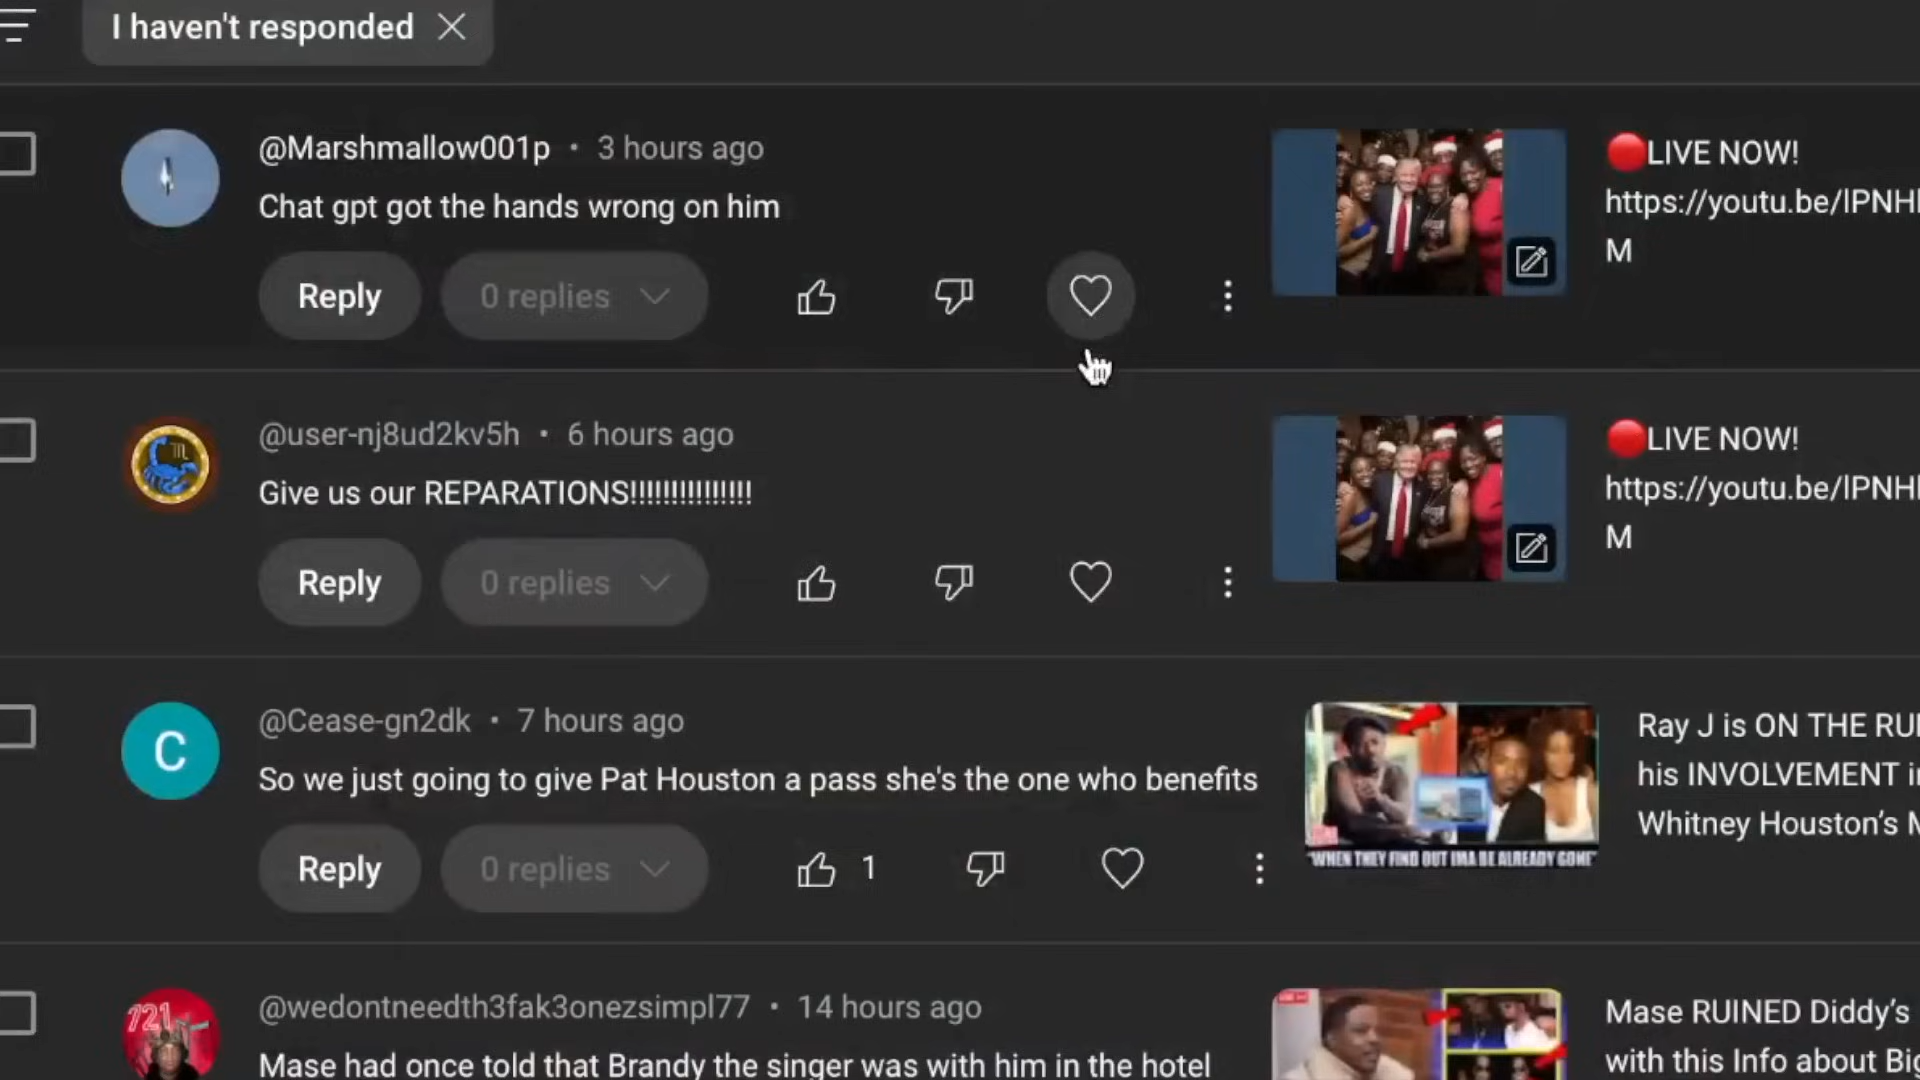 I haven't responded
@Marshmallow001p • 3 hours ago
Chat gpt got the hands wrong on him
Reply
0 replies
🔴LIVE NOW!
https://youtu.be/lPNH
M
@user-nj8ud2kv5h • 6 hours ago
Give us our REPARATIONS!!!!!!!!!!!!!!!
Reply
0 replies
🔴LIVE NOW!
https://youtu.be/lPNH
M
C
@Cease-gn2dk • 7 hours ago
So we just going to give Pat Houston a pass she's the one who benefits
Reply
0 replies
1
"WHEN THEY FIND OUT IMA BE ALREADY GONE"
Ray J is ON THE RU
his INVOLVEMENT i
Whitney Houston's
721
@wedontneedth3fak3onezsimpl77 • 14 hours ago
Mase had once told that Brandy the singer was with him in the hotel
Mase RUINED Diddy's
with this Info about Big